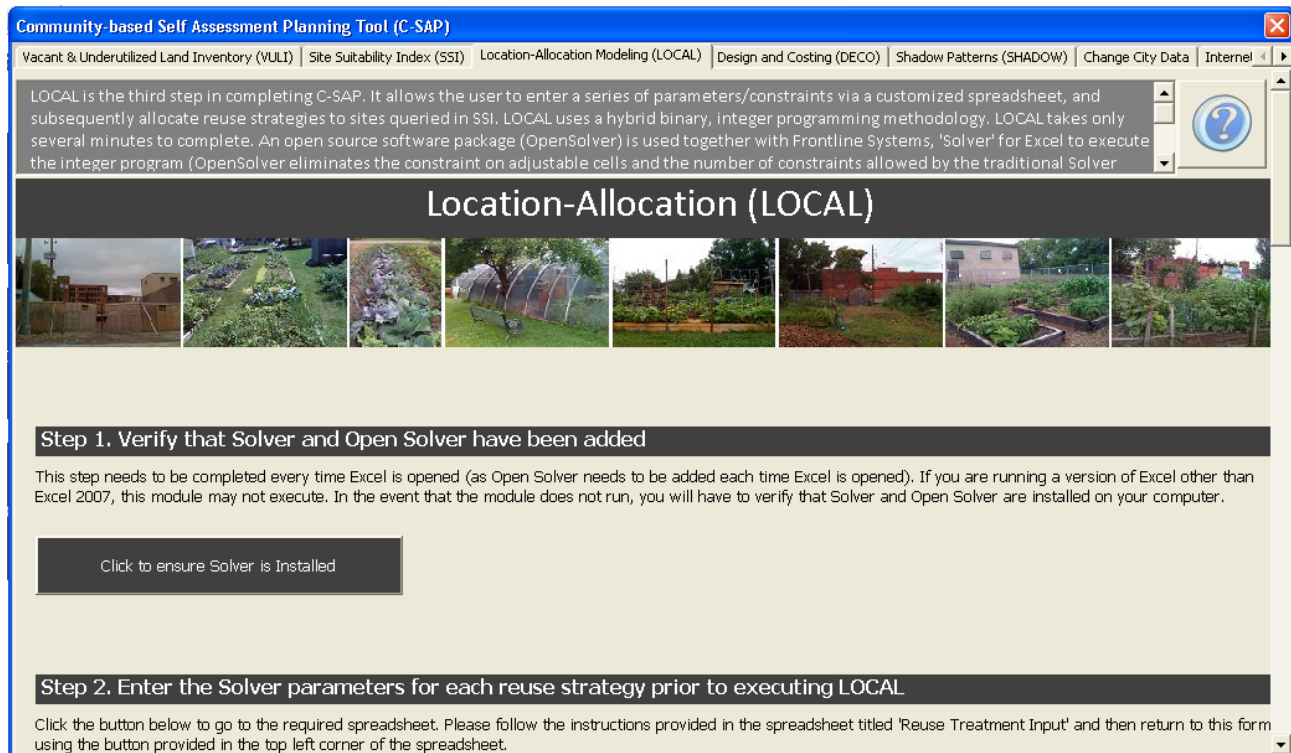 Community-based Self Assessment Planning Tool (C-SAP)
Vacant & Underutilized Land Inventory (VULI) Site Suitability Index (SSI) Location-Allocation Modeling (LOCAL) Design and Costing (DECO) Shadow Patterns (SHADOW) Change City Data Internet
LOCAL is the third step in completing C-SAP. It allows the user to enter a series of parameters/constraints via a customized spreadsheet, and
subsequently allocate reuse strategies to sites queried in SSI. LOCAL uses a hybrid binary, integer programming methodology. LOCAL takes only
several minutes to complete. An open source software package (OpenSolver) is used together with Frontline Systems, 'Solver' for Excel to execute
the integer program (OpenSolver eliminates the constraint on adjustable cells and the number of constraints allowed by the traditional Solver
?
Location-Allocation (LOCAL)
Step 1. Verify that Solver and Open Solver have been added
This step needs to be completed every time Excel is opened (as Open Solver needs to be added each time Excel is opened). If you are running a version of Excel other than
Excel 2007, this module may not execute. In the event that the module does not run, you will have to verify that Solver and Open Solver are installed on your computer.
Click to ensure Solver is Installed
Step 2. Enter the Solver parameters for each reuse strategy prior to executing LOCAL
Click the button below to go to the required spreadsheet. Please follow the instructions provided in the spreadsheet titled 'Reuse Treatment Input' and then return to this form
using the button provided in the top left corner of the spreadsheet.